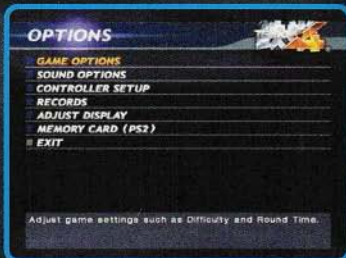 OPTIONS
GAME OPTIONS
SOUND OPTIONS
CONTROLLER SETUP
RECORDS
ADJUST DISPLAY
MEMORY CARD (PS2)
EXIT
4
Adjust game settings such as Difficulty and Round Time.